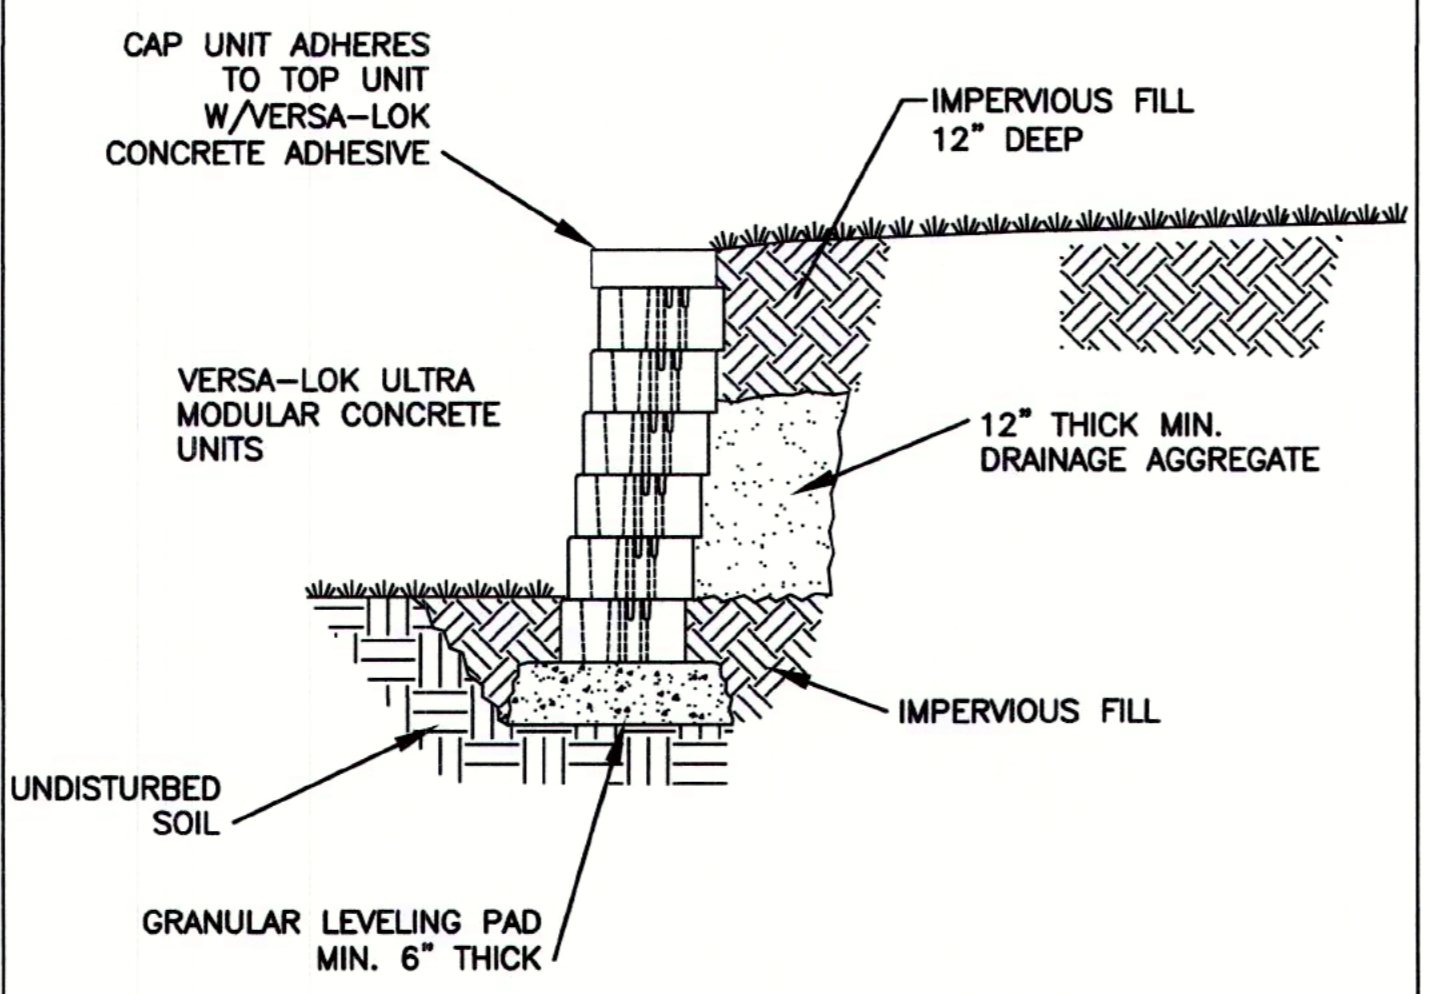 CAP UNIT ADHERES
TO TOP UNIT
W/VERSA-LOK
CONCRETE ADHESIVE
IMPERVIOUS FILL
12" DEEP
VERSA-LOK ULTRA
MODULAR CONCRETE
UNITS
12" THICK MIN.
DRAINAGE AGGREGATE
IMPERVIOUS FILL
UNDISTURBED
SOIL
GRANULAR LEVELING PAD
MIN. 6" THICK